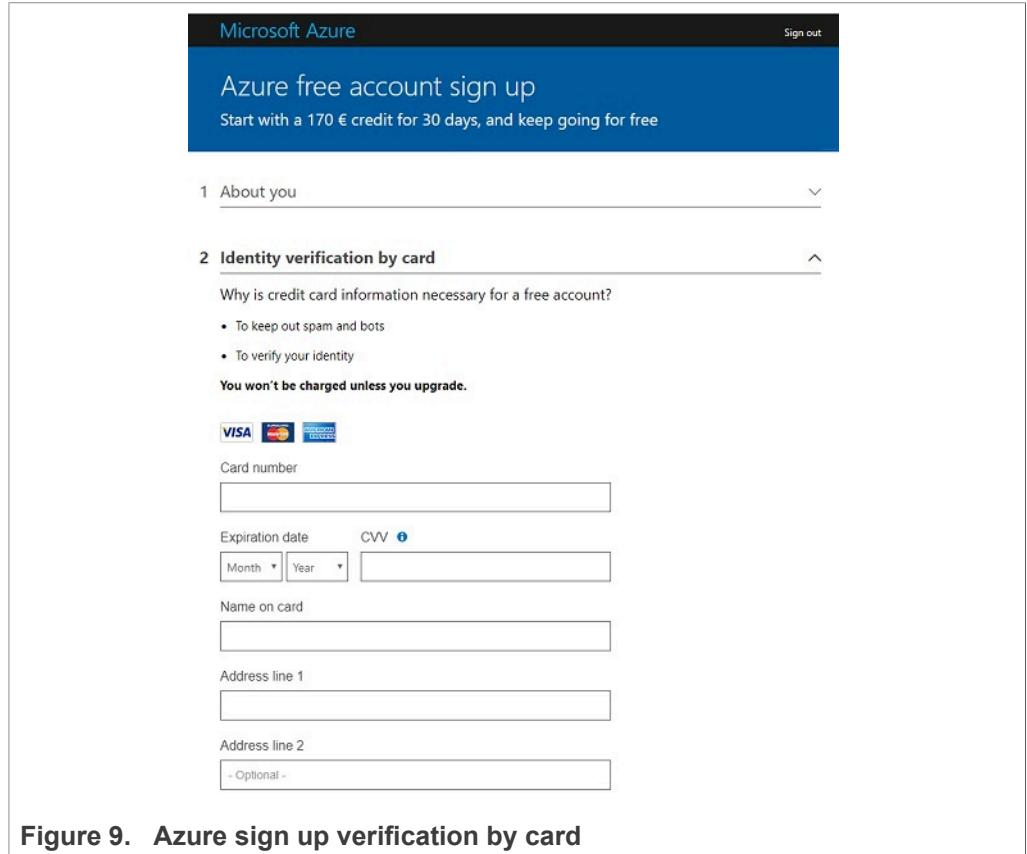 Microsoft Azure Sign out
Azure free account sign up
Start with a 170 € credit for 30 days, and keep going for free
1 About you
2 Identity verification by card
Why is credit card information necessary for a free account?
• To keep out spam and bots
• To verify your identity
You won't be charged unless you upgrade.
VISA MasterCard AMERICAN EXPRESS
Card number
Expiration date CVV
Month Year
Name on card
Address line 1
Address line 2
- Optional -
Figure 9. Azure sign up verification by card